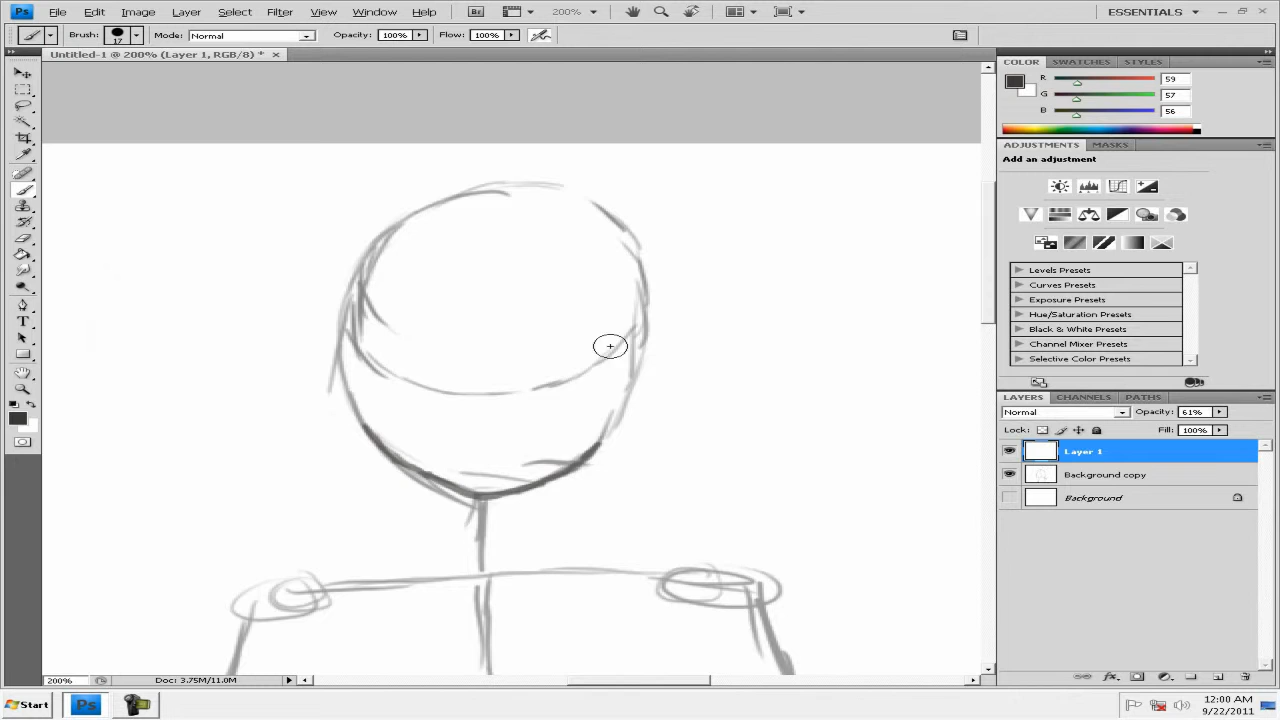 Ps File Edit Image Layer Select Filter View Window Help Br 200% ESSENTIALS
Brush: 17 Mode: Normal Opacity: 100% Flow: 100%
Untitled-1 @ 200% (Layer 1, RGB/8) *
COLOR SWATCHES STYLES
R 59
G 57
B 56
ADJUSTMENTS MASKS
Add an adjustment
Levels Presets
Curves Presets
Exposure Presets
Hue/Saturation Presets
Black & White Presets
Channel Mixer Presets
Selective Color Presets
LAYERS CHANNELS PATHS
Normal Opacity: 61%
Lock: Fill: 100%
Layer 1
Background copy
Background
T
200% Doc: 3.75M/11.0M
Start Ps 12:00 AM
9/22/2011